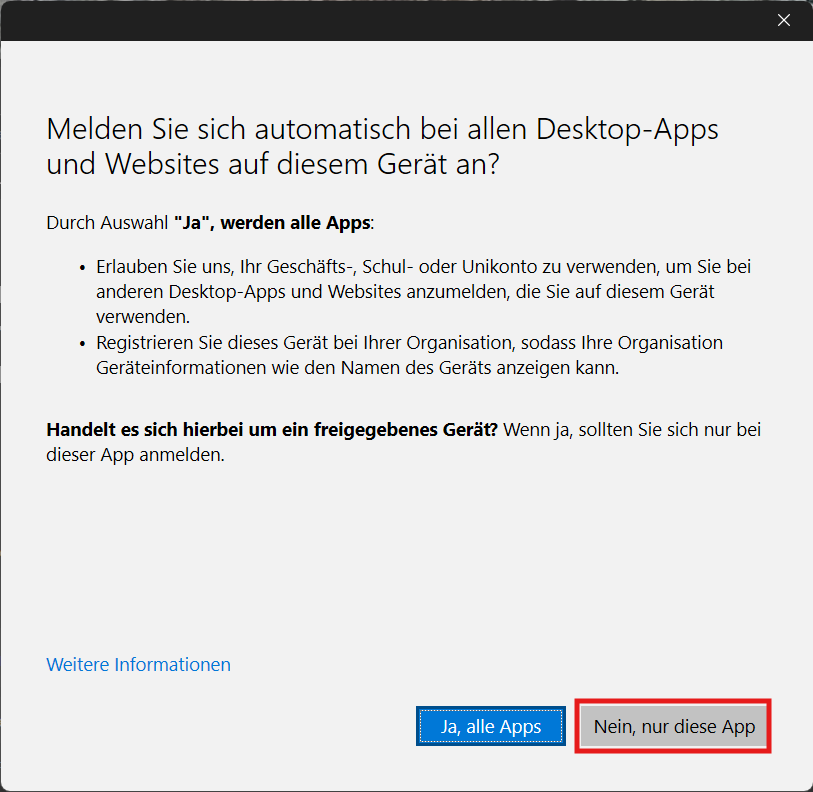 Melden Sie sich automatisch bei allen Desktop-Apps
und Websites auf diesem Gerät an?
Durch Auswahl "Ja", werden alle Apps:
• Erlauben Sie uns, Ihr Geschäfts-, Schul- oder Unikonto zu verwenden, um Sie bei
anderen Desktop-Apps und Websites anzumelden, die Sie auf diesem Gerät
verwenden.
• Registrieren Sie dieses Gerät bei Ihrer Organisation, sodass Ihre Organisation
Geräteinformationen wie den Namen des Geräts anzeigen kann.
Handelt es sich hierbei um ein freigegebenes Gerät? Wenn ja, sollten Sie sich nur bei
dieser App anmelden.
Weitere Informationen
Ja, alle Apps
Nein, nur diese App